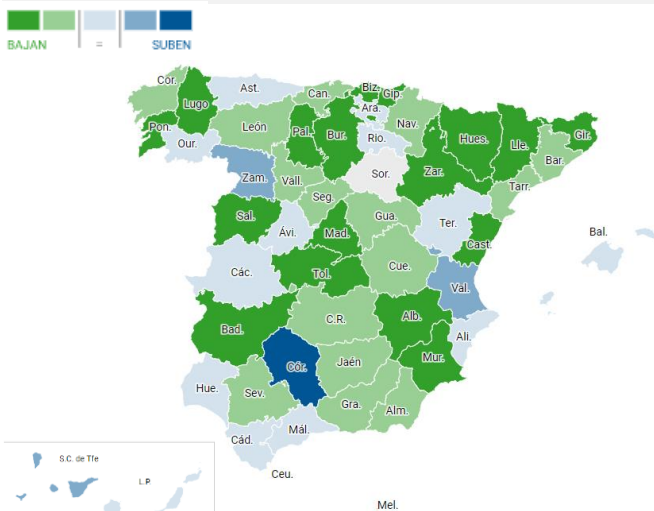 BAJAN = SUBEN
Cor. Lugo Ast. Can. Biz. Gip.
Ara. Nav.
Pon. Our. León Pal. Bur. Rio. Hues. Lle. Gir.
Bar.
Zam. Vall. Sor. Zar. Tarr.
Seg.
Sal. Ávi. Mad. Gua. Ter. Cast. Bal.
Các. Tol. Cue. Val.
Bad. C.R. Alb. Ali.
Cór. Jaén Mur.
Hue. Sev. Gra. Alm.
Cád. Mál.
S.C. de Tfe L.P. Ceu.
Mel.